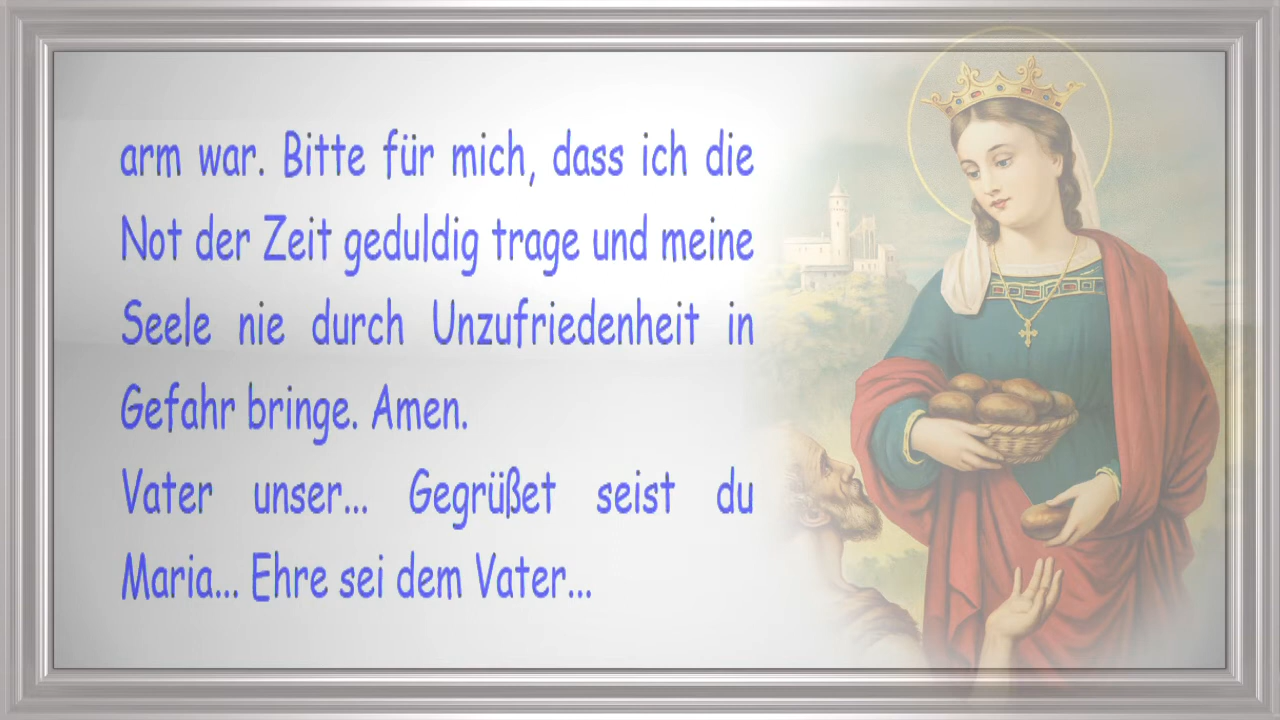 arm war. Bitte für mich, dass ich die
Not der Zeit geduldig trage und meine
Seele nie durch Unzufriedenheit in
Gefahr bringe. Amen.
Vater unser... Gegrüßet seist du
Maria... Ehre sei dem Vater...